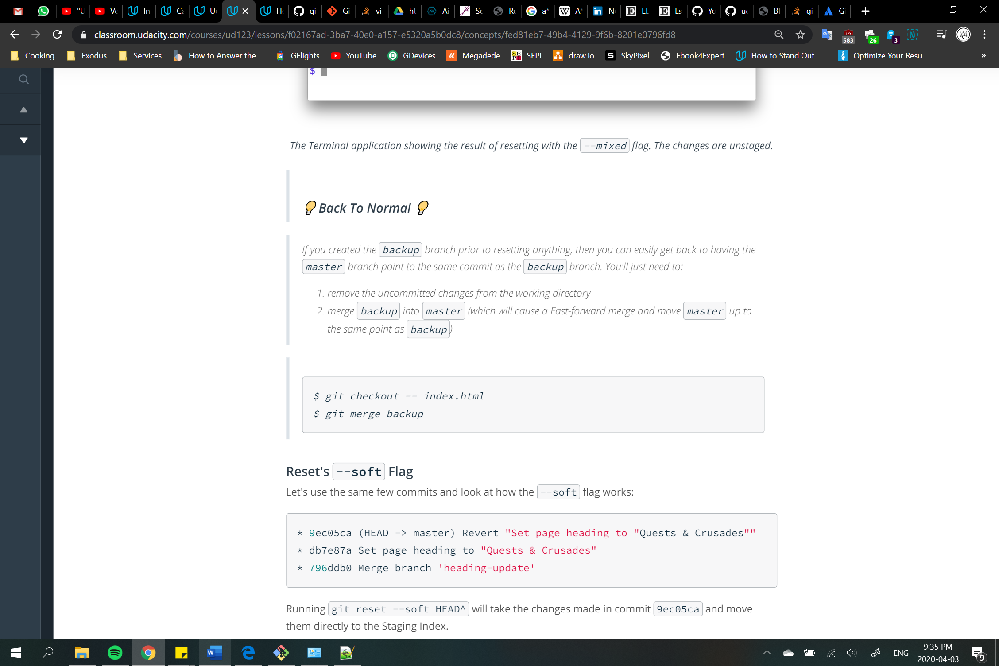 "U
Ve
In
Ca
U
H
gi
Gi
vi
ht
Ai
Sc
Re
a*
A
N
EL
Es
Yc
uc
Bl
gi
G
classroom.udacity.com/courses/ud123/lessons/f02167ad-3ba7-40e0-a157-e5320a5b0dc8/concepts/fed81eb7-49b4-4129-9f6b-8201e0796fd8
583
26
3
Cooking
Exodus
Services
How to Answer the...
GFlights
YouTube
GDevices
Megadede
SEPI
draw.io
SkyPixel
Ebook4Expert
How to Stand Out...
Optimize Your Resu...
»
$
The Terminal application showing the result of resetting with the --mixed flag. The changes are unstaged.
Back To Normal
If you created the backup branch prior to resetting anything, then you can easily get back to having the
master branch point to the same commit as the backup branch. You'll just need to:
1. remove the uncommitted changes from the working directory
2. merge backup into master (which will cause a Fast-forward merge and move master up to
the same point as backup)
$ git checkout -- index.html
$ git merge backup
Reset's --soft Flag
Let's use the same few commits and look at how the --soft flag works:
* 9ec05ca (HEAD -> master) Revert "Set page heading to "Quests & Crusades""
* db7e87a Set page heading to "Quests & Crusades"
* 796ddb0 Merge branch 'heading-update'
Running git reset --soft HEAD^ will take the changes made in commit 9ec05ca and move
them directly to the Staging Index.
ENG
9:35 PM
2020-04-03
9